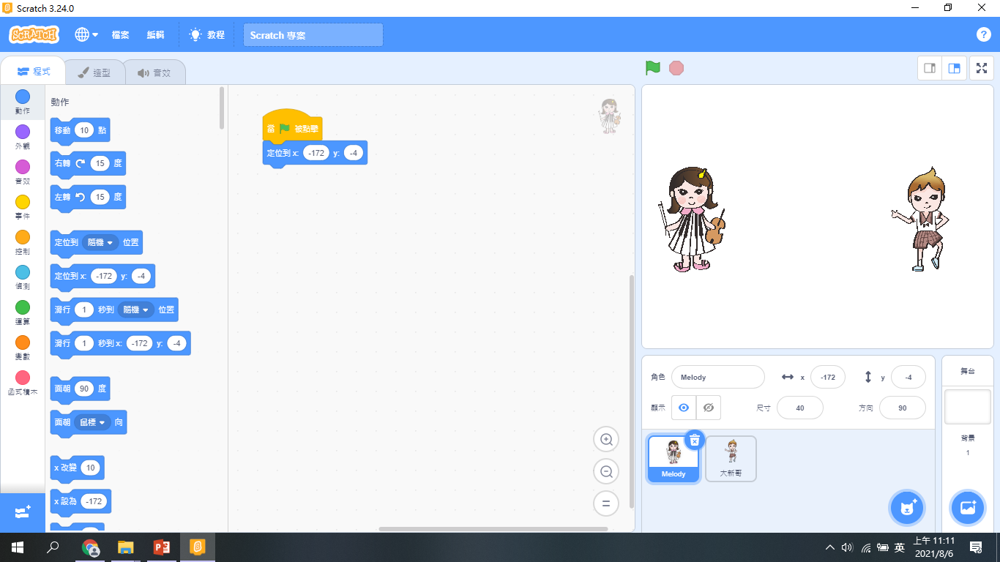 Scratch 3.24.0
SCRATCH 檔案 編輯 教程 Scratch 專案 ?
程式 造型 音效
動作
外觀
音效
事件
控制
偵測
運算
變數
函式積木
動作
移動 10 點
右轉 15 度
左轉 15 度
定位到 隨機 位置
定位到 x: -172 y: -4
滑行 1 秒到 隨機 位置
滑行 1 秒到 x: -172 y: -4
面朝 90 度
面朝 鼠標 向
x 改變 10
x 設為 -172
當 被點擊
定位到 x: -172 y: -4
角色 Melody x -172 y -4
顯示 尺寸 40 方向 90
Melody
大新哥
舞台
背景
1
英
上午 11:11
2021/8/6